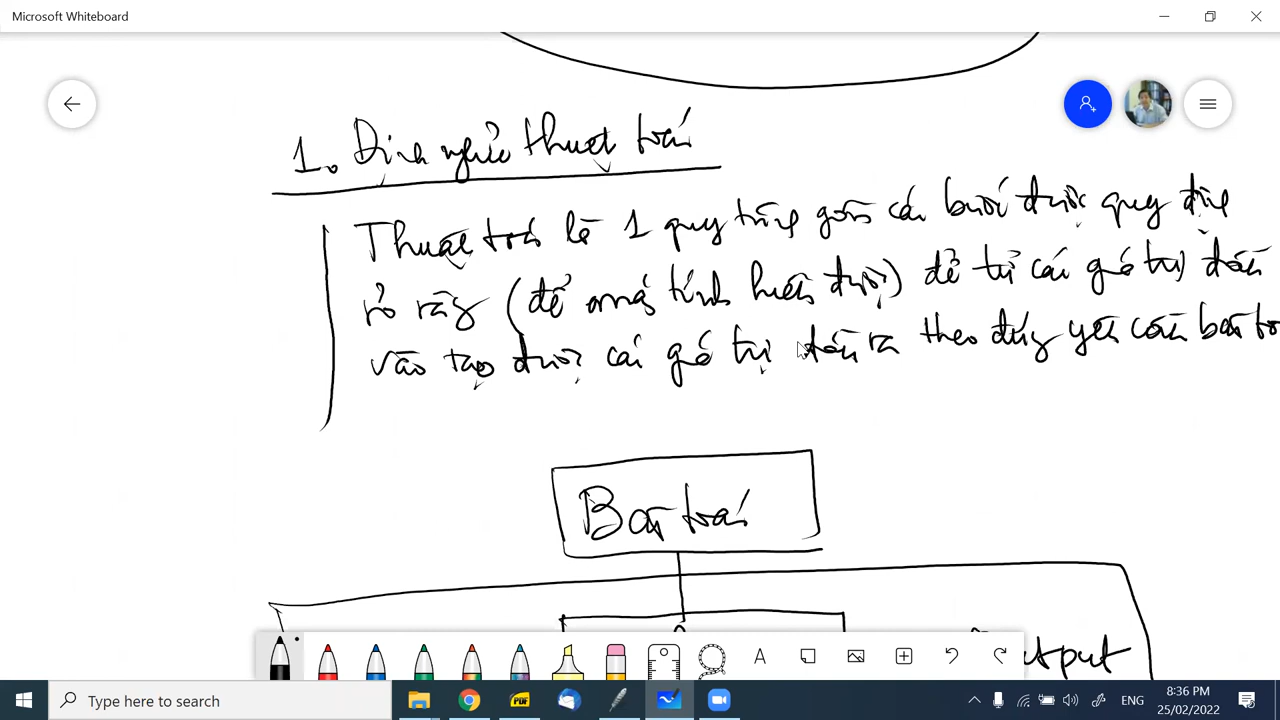 Microsoft Whiteboard
1. Định nghĩa thuật toán
Thuật toán là 1 quy trình gồm các bước được quy định
rõ ràng (để máy tính hiểu được) để từ các giá trị đầu
vào tạo được các giá trị đầu ra theo đúng yêu cầu bài to
Bài toán
utput
Type here to search
PDF
ENG
8:36 PM
25/02/2022